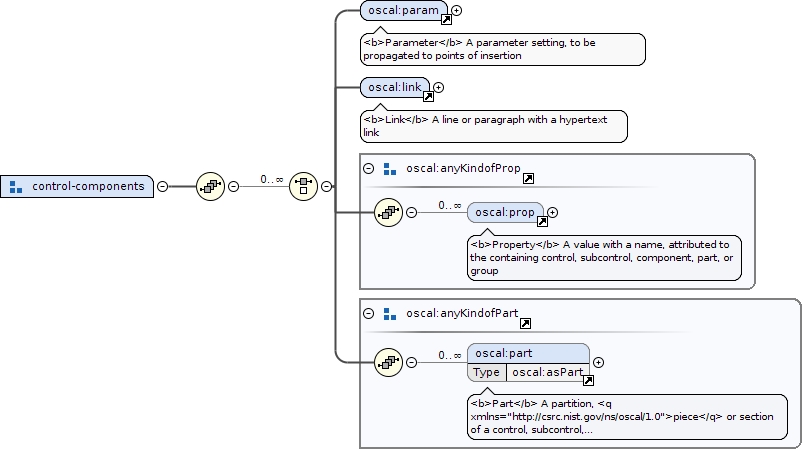 oscal:param
<b>Parameter</b> A parameter setting, to be
propagated to points of insertion
oscal:link
<b>Link</b> A line or paragraph with a hypertext
link
control-components
0..∞
oscal:anyKindofProp
0..∞
oscal:prop
<b>Property</b> A value with a name, attributed to
the containing control, subcontrol, component, part, or
group
oscal:anyKindofPart
0..∞
oscal:part
Type oscal:asPart
<b>Part</b> A partition, <q
xmlns="http://csrc.nist.gov/ns/oscal/1.0">piece</q> or section
of a control, subcontrol,...